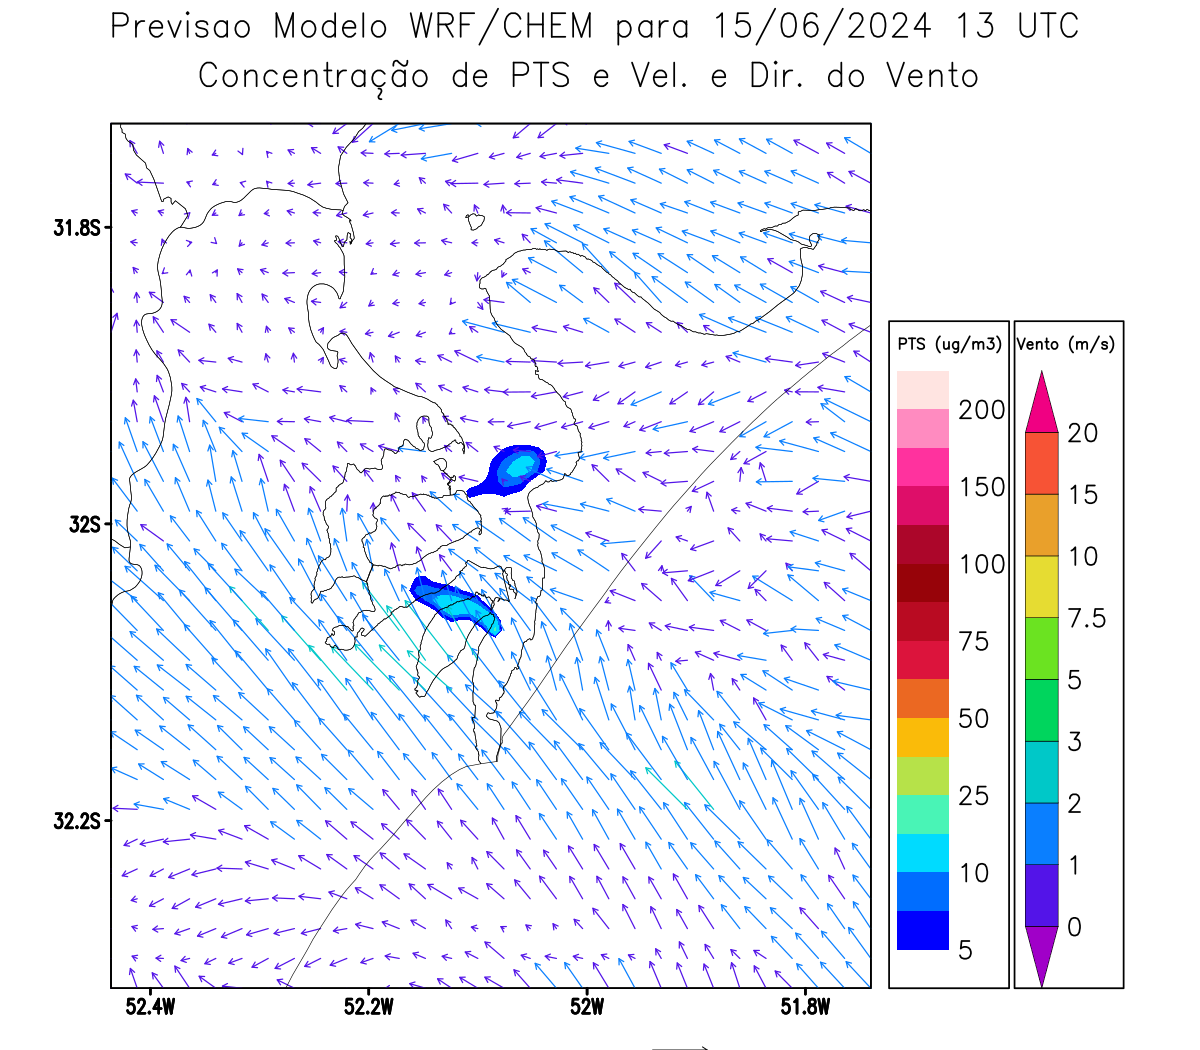 Previsao Modelo WRF/CHEM para 15/06/2024 13 UTC
Concentração de PTS e Vel. e Dir. do Vento
31.8S
32S
32.2S
52.4W 52.2W 52W 51.8W
PTS (ug/m3)
200
150
100
75
50
25
10
5
Vento (m/s)
20
15
10
7.5
5
3
2
1
0